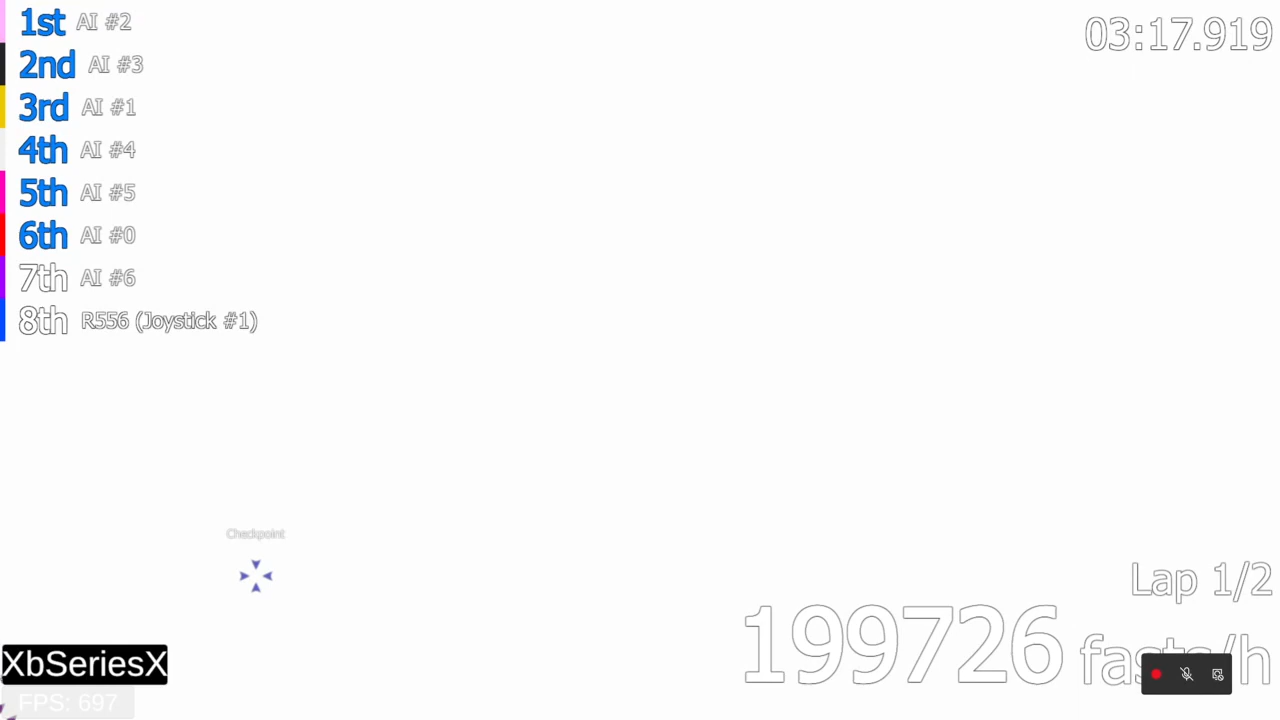 1st AI #2
03:17.919
2nd AI #3
3rd AI #1
4th AI #4
5th AI #5
6th AI #0
7th AI #6
8th R556 (Joystick #1)
Checkpoint
Lap 1/2
199726 fasts/h
XbSeriesX
FPS: 697